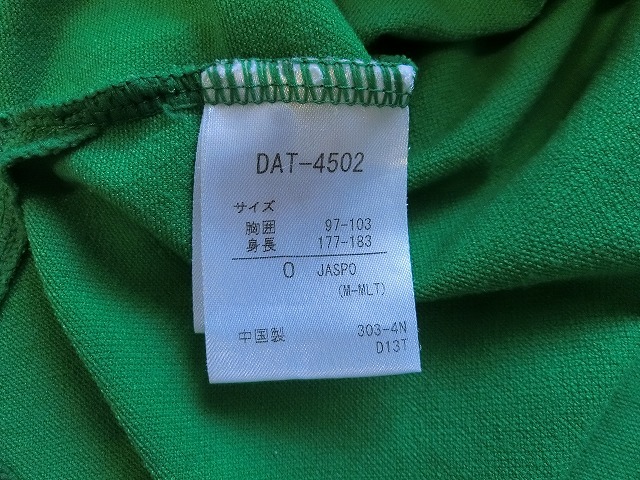 DAT-4502
サイズ
胸囲 97-103
身長 177-183
O JASPO
(M-MLT)
中国製 303-4N
D13T